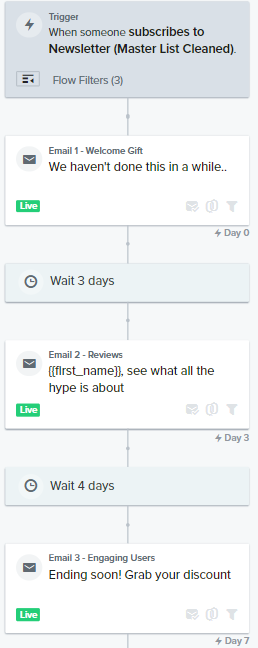 Trigger
When someone subscribes to
Newsletter (Master List Cleaned).
Flow Filters (3)
Email 1 - Welcome Gift
We haven't done this in a while..
Live
Day 0
Wait 3 days
Email 2 - Reviews
{{first_name}}, see what all the
hype is about
Live
Day 3
Wait 4 days
Email 3 - Engaging Users
Ending soon! Grab your discount
Live
Day 7